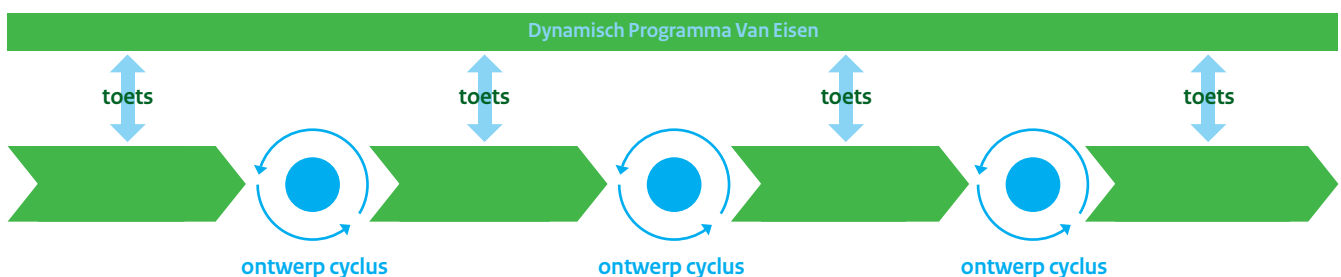 Dynamisch Programma Van Eisen
toets
toets
toets
toets
ontwerp cyclus
ontwerp cyclus
ontwerp cyclus